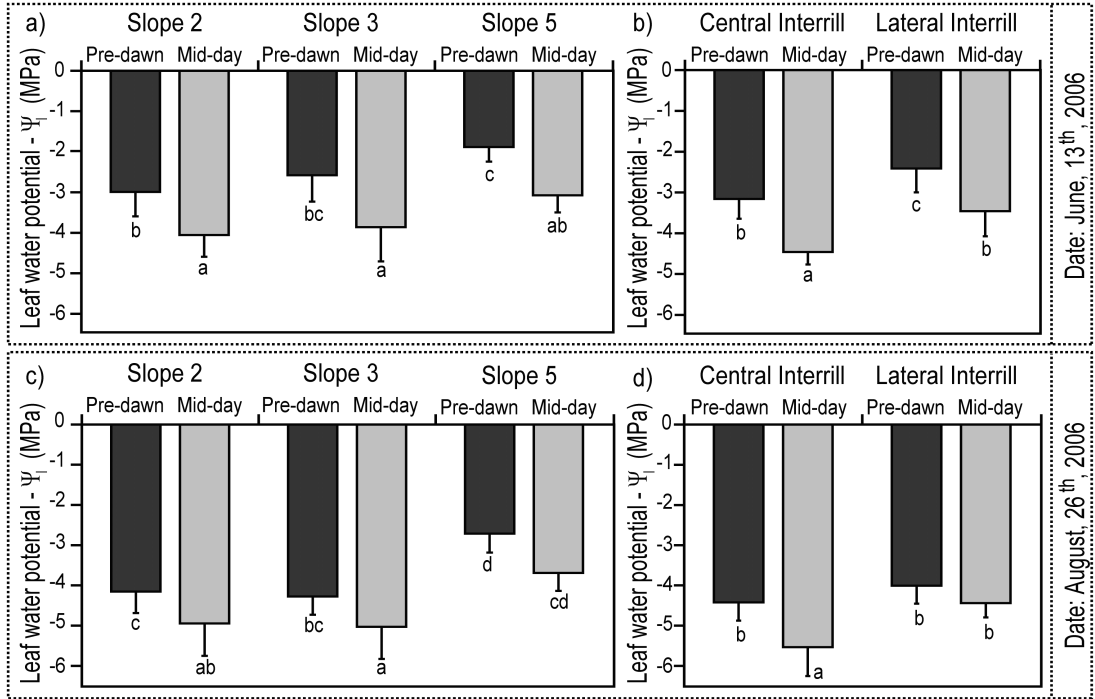 a)
Slope 2 Slope 3 Slope 5
Pre-dawn Mid-day Pre-dawn Mid-day Pre-dawn Mid-day
Leaf water potential - Ψl (MPa)
0
-1
-2
-3
-4
-5
-6
b a bc a c ab
b)
Central Interrill Lateral Interrill
Pre-dawn Mid-day Pre-dawn Mid-day
Leaf water potential - Ψl (MPa)
0
-1
-2
-3
-4
-5
-6
b a c b
Date: June, 13th, 2006
c)
Slope 2 Slope 3 Slope 5
Pre-dawn Mid-day Pre-dawn Mid-day Pre-dawn Mid-day
Leaf water potential - Ψl (MPa)
0
-1
-2
-3
-4
-5
-6
c ab bc a d cd
d)
Central Interrill Lateral Interrill
Pre-dawn Mid-day Pre-dawn Mid-day
Leaf water potential - Ψl (MPa)
0
-1
-2
-3
-4
-5
-6
b a b b
Date: August, 26 th, 2006